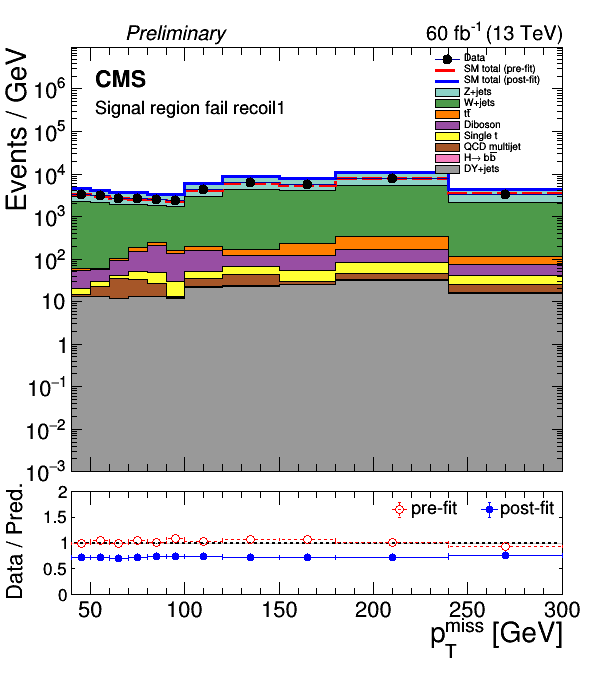 Preliminary
60 fb⁻¹ (13 TeV)
Events / GeV
10⁶
10⁵
10⁴
10³
10²
10
1
10⁻¹
10⁻²
10⁻³
CMS
Signal region fail recoil1
Data
SM total (pre-fit)
SM total (post-fit)
Z+jets
W+jets
tt̅
Diboson
Single t
QCD multijet
H→ bb̅
DY+jets
Data / Pred.
2
1.5
1
0.5
0
pre-fit
post-fit
50 100 150 200 250 300
p_T^miss [GeV]